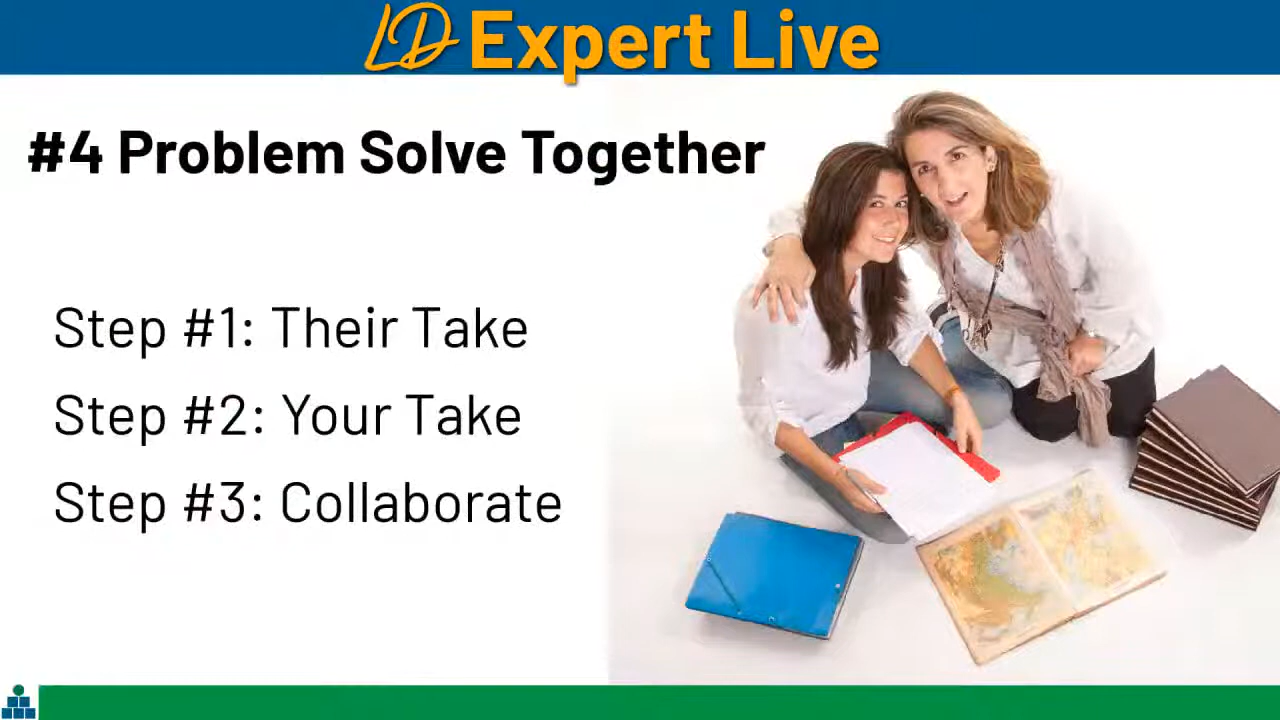 LD Expert Live
#4 Problem Solve Together
Step #1: Their Take
Step #2: Your Take
Step #3: Collaborate